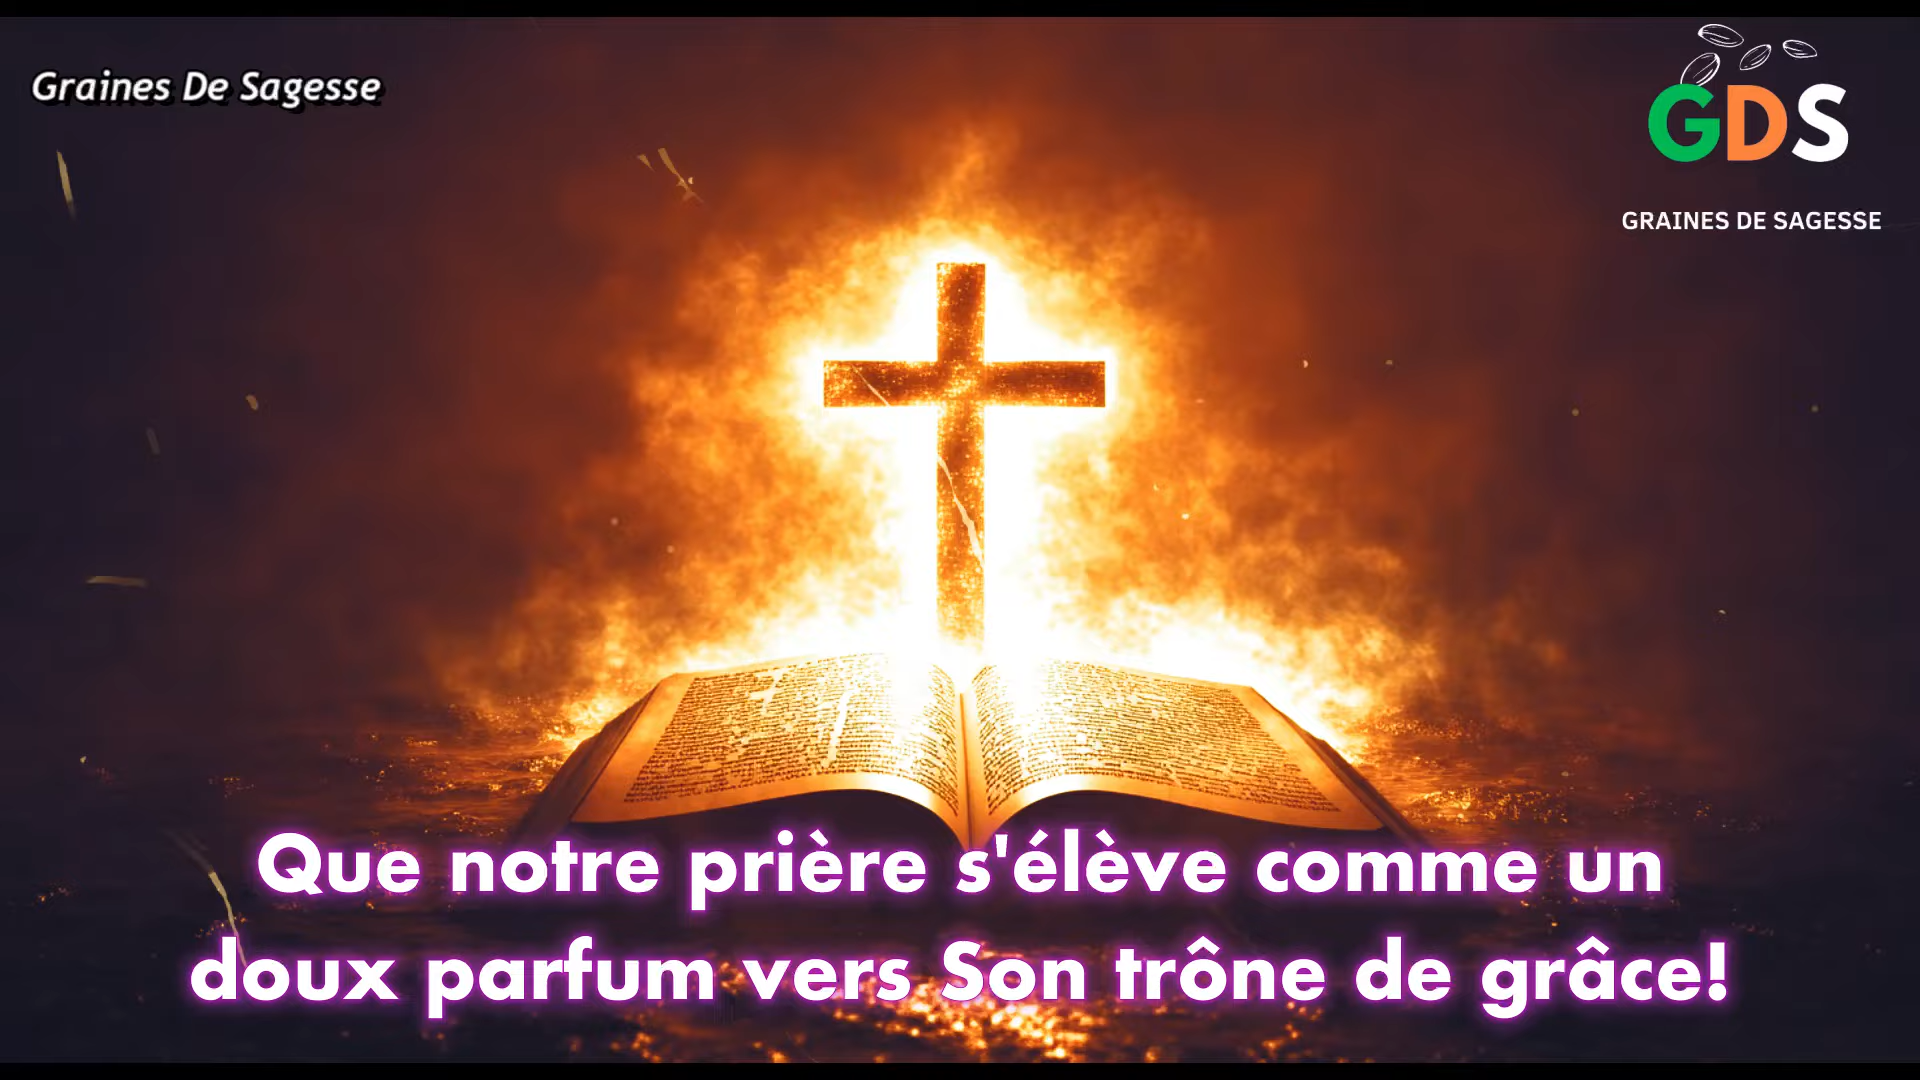 Graines De Sagesse
GDS
GRAINES DE SAGESSE
Que notre prière s'élève comme un
doux parfum vers Son trône de grâce!